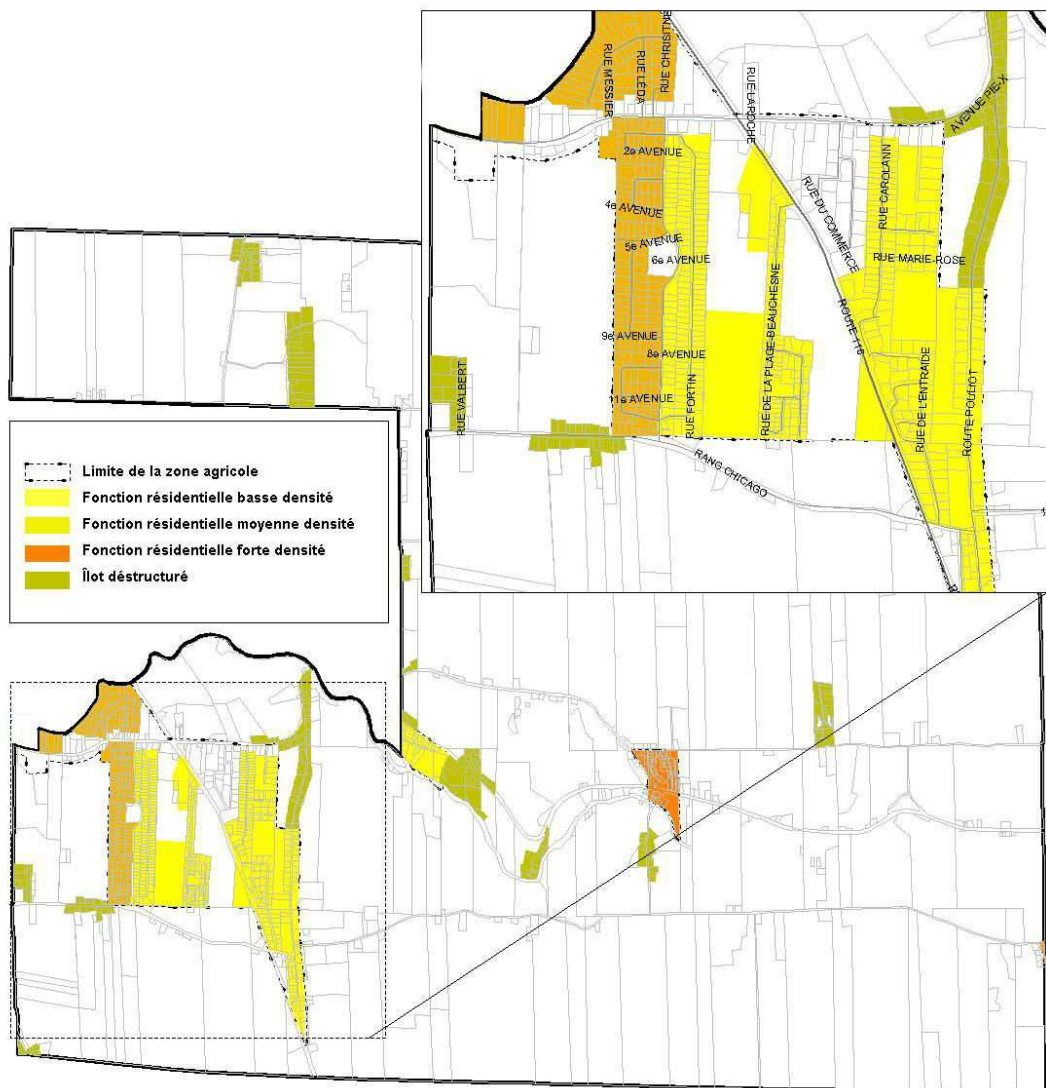 RUE MESSIER
RUE LÉDA
RUE CHRISITNE
RUE LAROCHE
AVENUE PIE-X
2e AVENUE
RUE DU COMMERCE
RUE CAROLANN
4e AVENUE
5e AVENUE
6e AVENUE
RUE MARIE-ROSE
RUE DE LA PLAGE-BEAUCHESNE
ROUTE 116
9e AVENUE
8e AVENUE
RUE VALBERT
11e AVENUE
RUE FORTIN
RUE DE L'ENTRAIDE
ROUTE POULIOT
RANG CHICAGO
Limite de la zone agricole
Fonction résidentielle basse densité
Fonction résidentielle moyenne densité
Fonction résidentielle forte densité
Îlot déstructuré